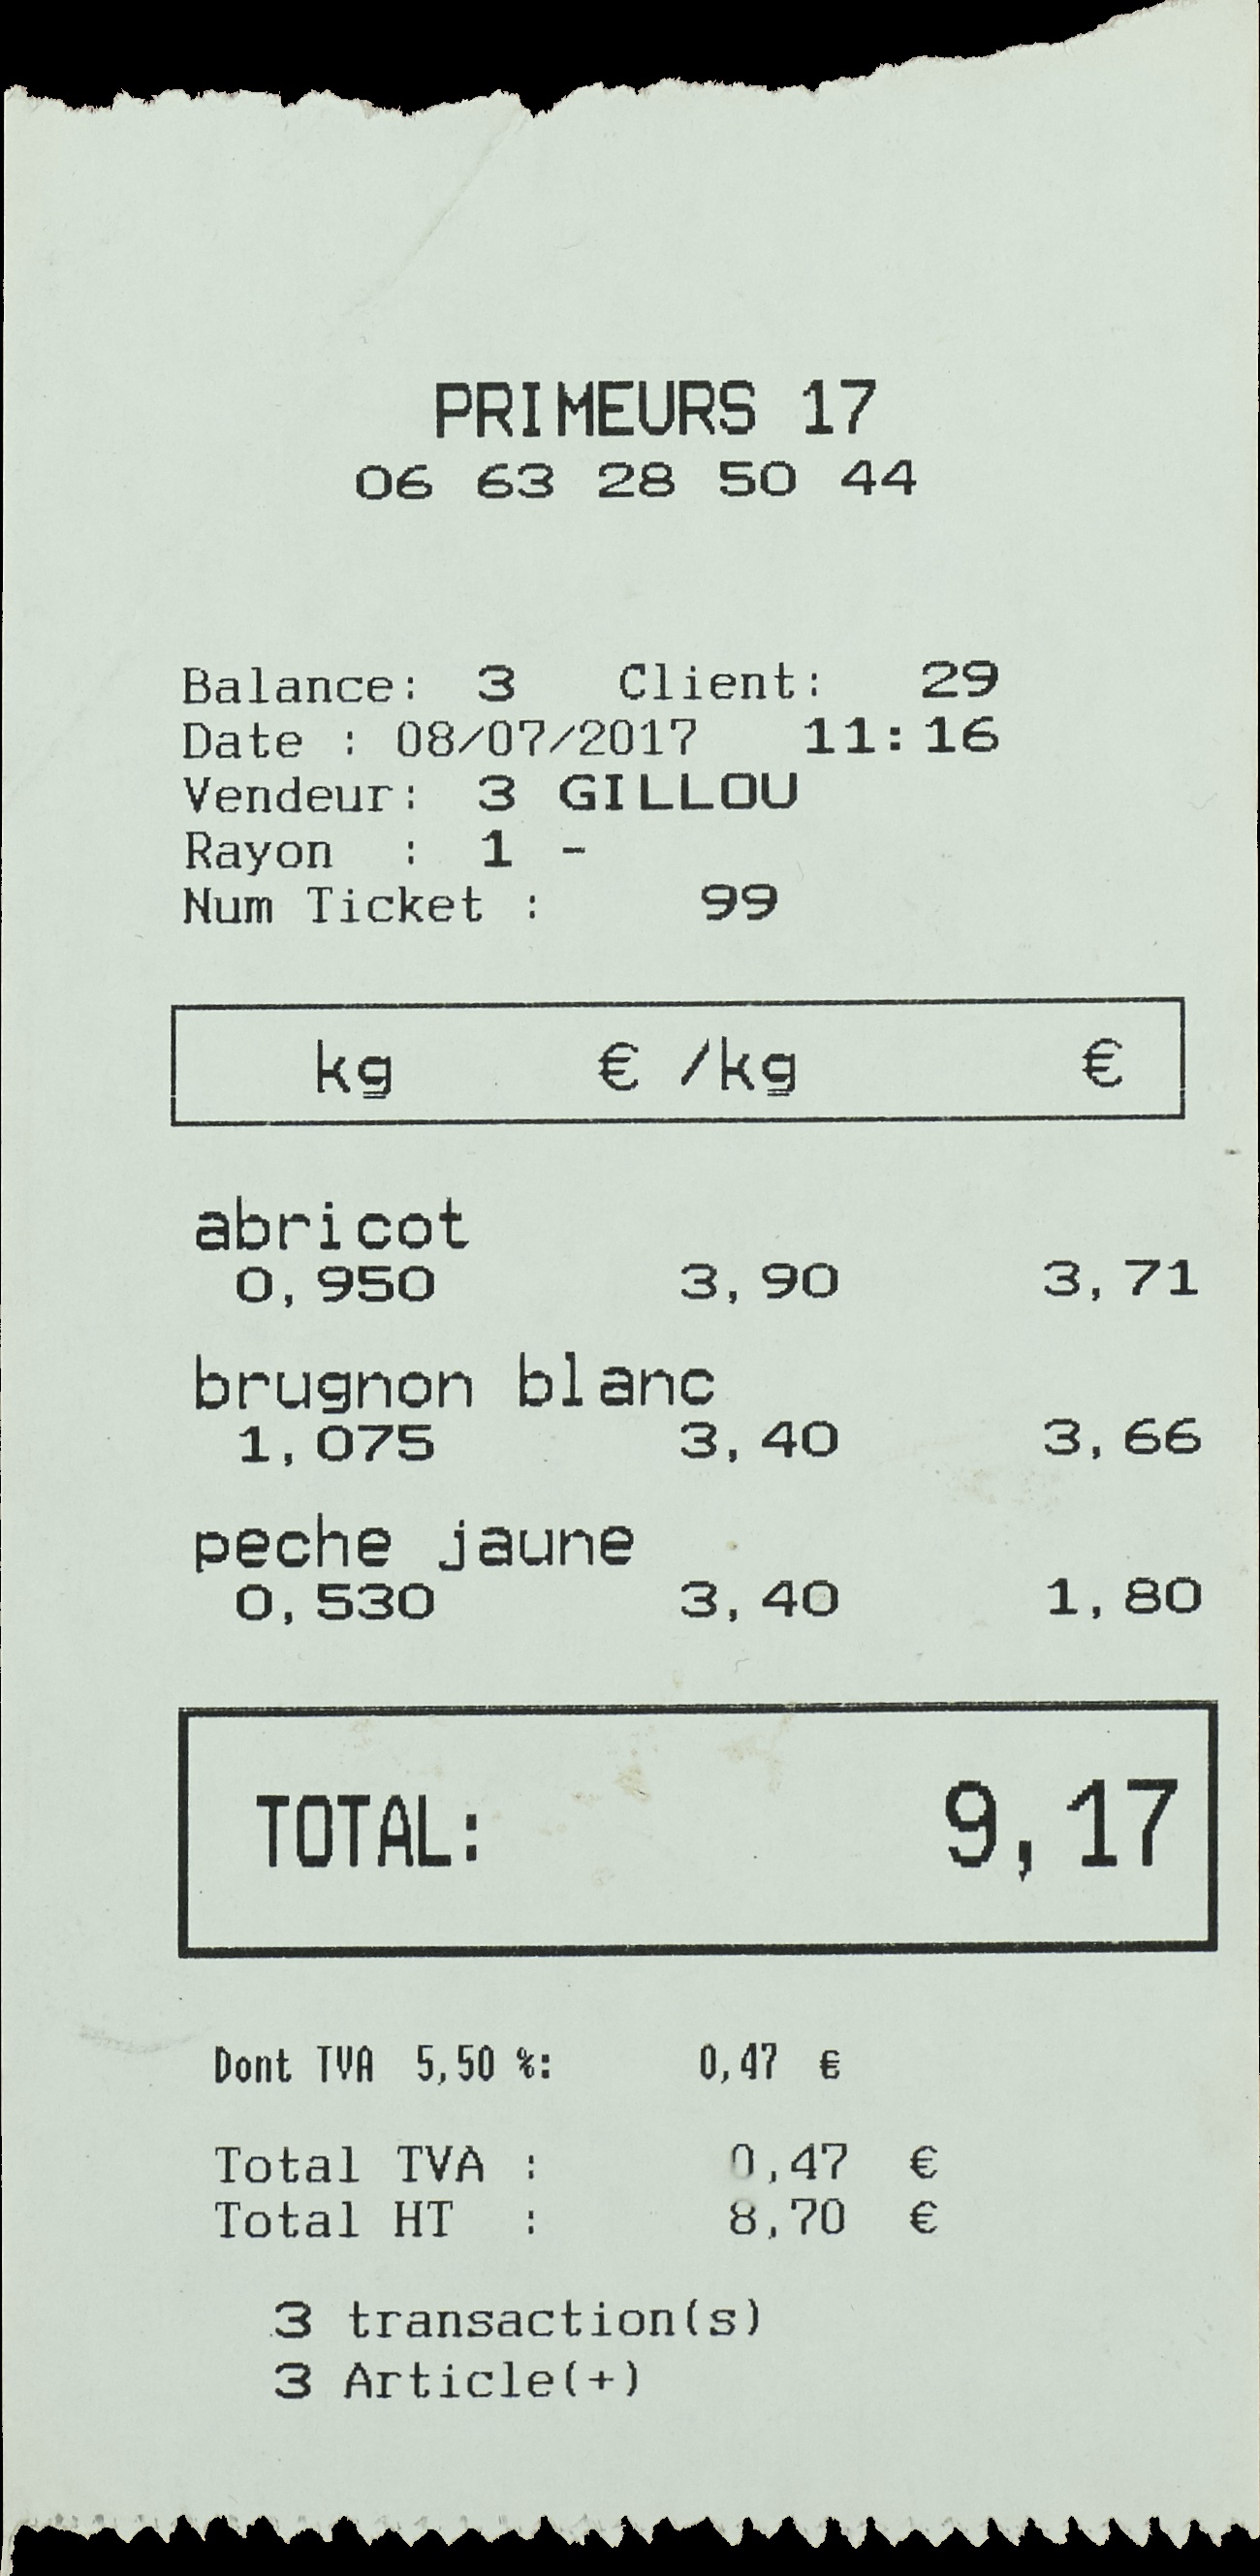 PRIMEURS 17
06 63 28 50 44
Balance: 3 Client: 29
Date : 08/07/2017 11:16
Vendeur: 3 GILLOU
Rayon : 1 -
Num Ticket : 99
kg € /kg €
abricot
0,950 3,90 3,71
brugnon blanc
1,075 3,40 3,66
peche jaune
0,530 3,40 1,80
TOTAL: 9,17
Dont TVA 5,50 %: 0,47 €
Total TVA : 0,47 €
Total HT : 8,70 €
3 transaction(s)
3 Article(+)